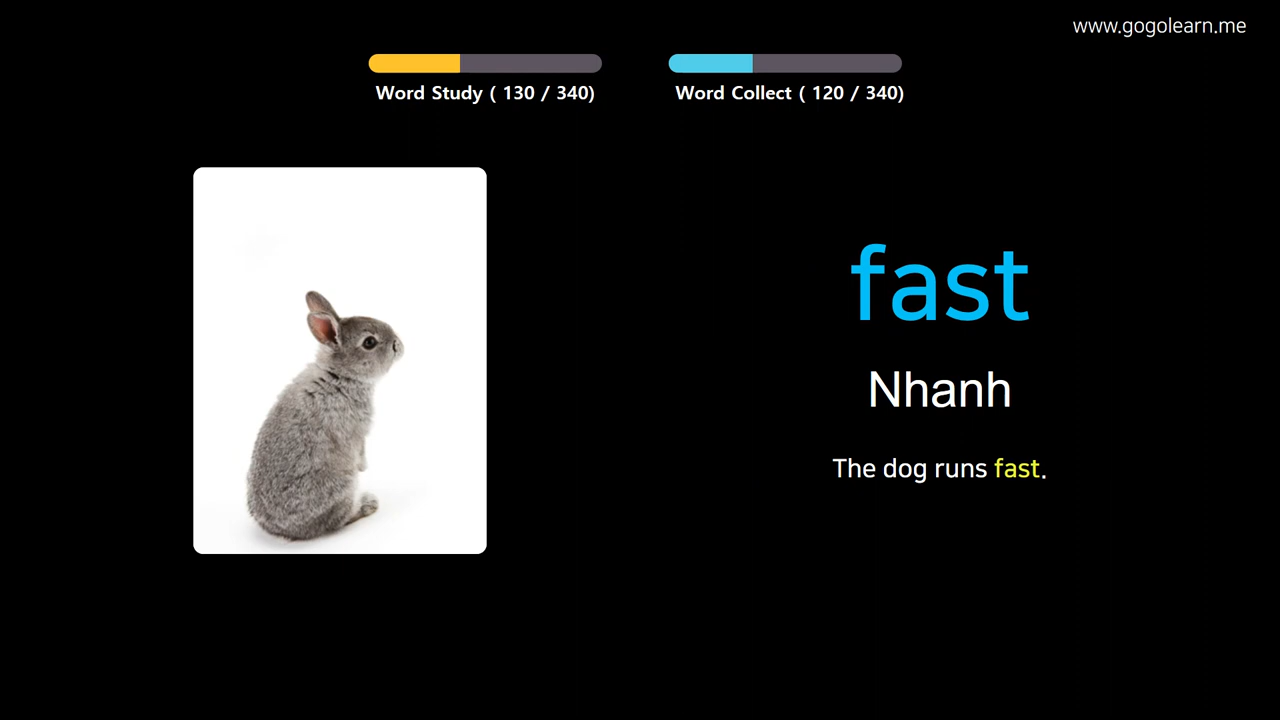 www.gogolearn.me
Word Study ( 130 / 340)
Word Collect ( 120 / 340)
fast
Nhanh
The dog runs fast.